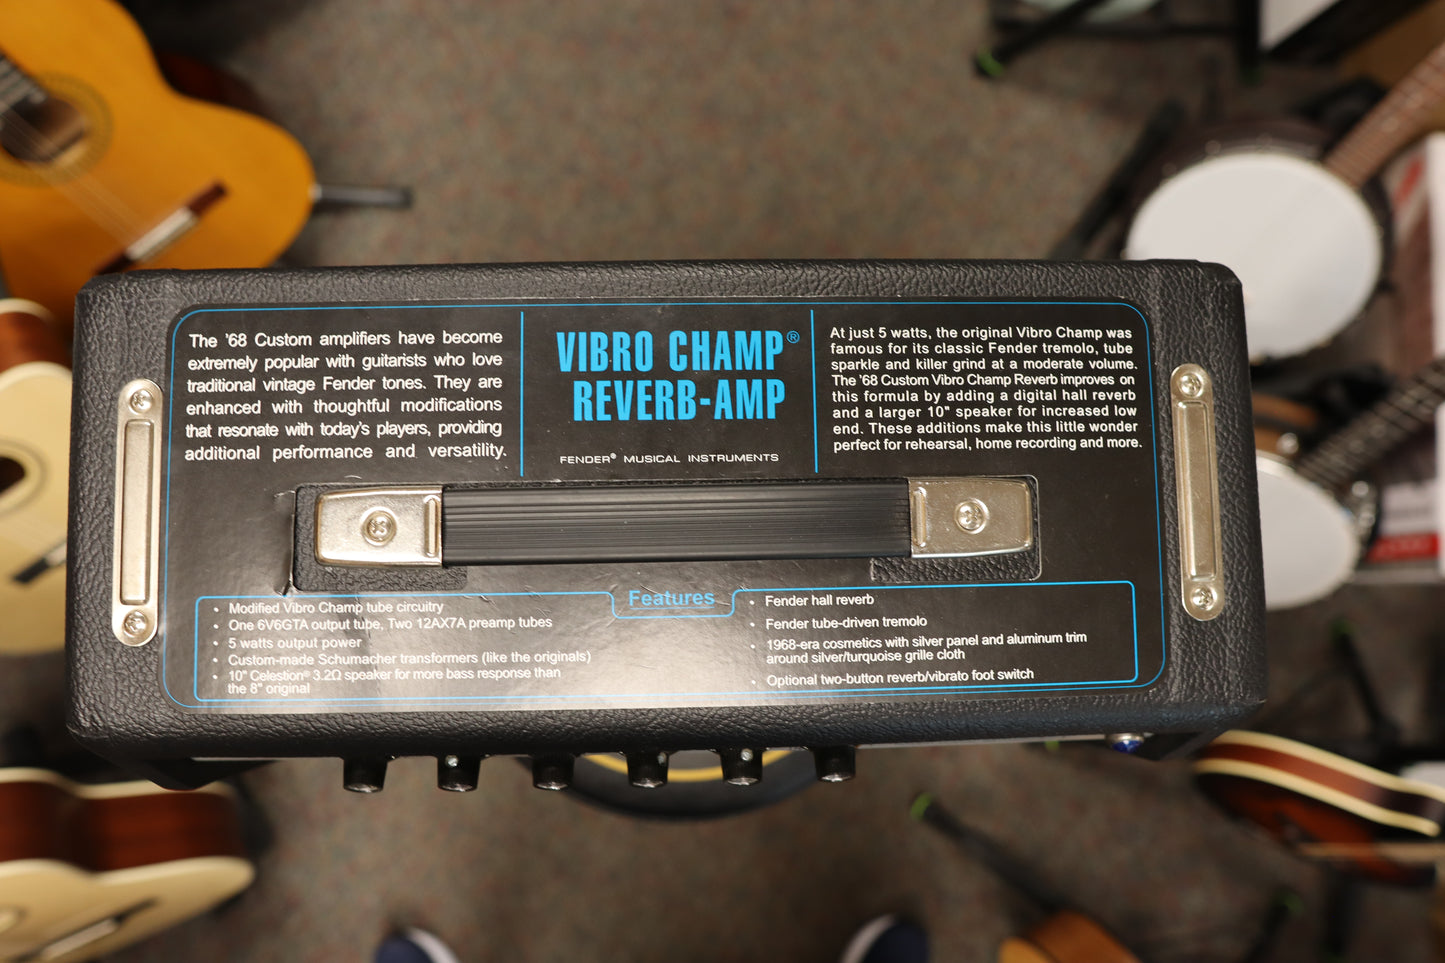 The '68 Custom amplifiers have become
extremely popular with guitarists who love
traditional vintage Fender tones. They are
enhanced with thoughtful modifications
that resonate with today's players, providing
additional performance and versatility.
VIBRO CHAMP®
REVERB-AMP
FENDER® MUSICAL INSTRUMENTS
At just 5 watts, the original Vibro Champ was
famous for its classic Fender tremolo, tube
sparkle and killer grind at a moderate volume.
The '68 Custom Vibro Champ Reverb improves on
this formula by adding a digital hall reverb
and a larger 10" speaker for increased low
end. These additions make this little wonder
perfect for rehearsal, home recording and more.
Features
• Modified Vibro Champ tube circuitry
• One 6V6GTA output tube, Two 12AX7A preamp tubes
• 5 watts output power
• Custom-made Schumacher transformers (like the originals)
• 10" Celestion® 3.2Ω speaker for more bass response than
the 8" original
• Fender hall reverb
• Fender tube-driven tremolo
• 1968-era cosmetics with silver panel and aluminum trim
around silver/turquoise grille cloth
• Optional two-button reverb/vibrato foot switch